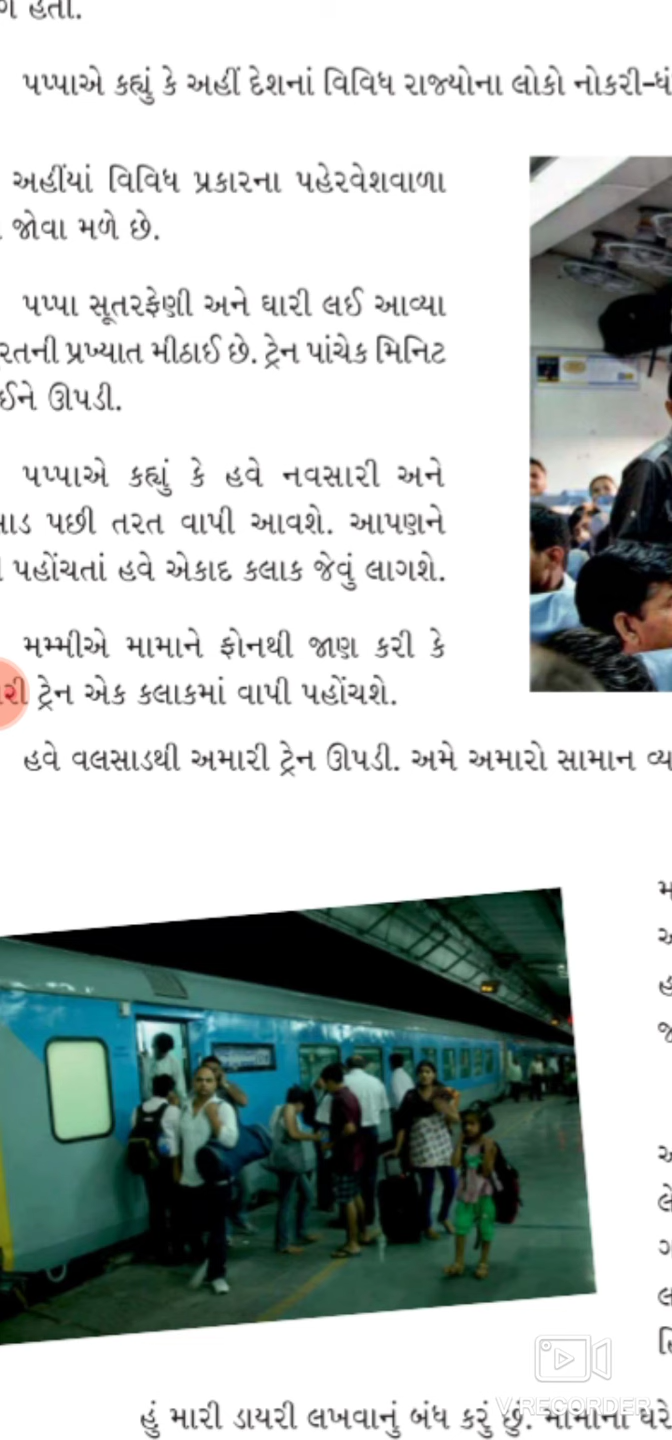 હતા.
પપ્પાએ કહ્યું કે અહીં દેશનાં વિવિધ રાજ્યોના લોકો નોકરી-ધં
અહીંયાં વિવિધ પ્રકારના પહેરવેશવાળા
જોવા મળે છે.
પપ્પા સૂતરફેણી અને ઘારી લઈ આવ્યા
રતની પ્રખ્યાત મીઠાઈ છે. ટ્રેન પાંચેક મિનિટ
ઈને ઊપડી.
પપ્પાએ કહ્યું કે હવે નવસારી અને
સાડ પછી તરત વાપી આવશે. આપણને
પહોંચતાં હવે એકાદ કલાક જેવું લાગશે.
મમ્મીએ મામાને ફોનથી જાણ કરી કે
રી ટ્રેન એક કલાકમાં વાપી પહોંચશે.
હવે વલસાડથી અમારી ટ્રેન ઊપડી. અમે અમારો સામાન વ્ય
હું મારી ડાયરી લખવાનું બંધ કરું છું. મામાના ઘરે
VRECORDER